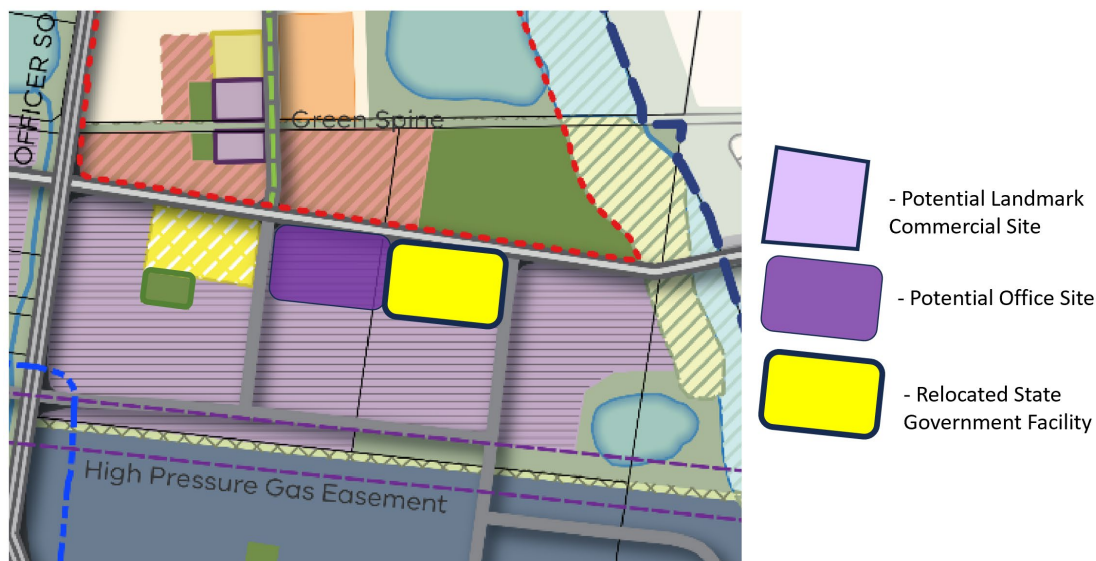 OFFICER SO
Green Spine
- Potential Landmark
Commercial Site
- Potential Office Site
- Relocated State
Government Facility
High Pressure Gas Easement